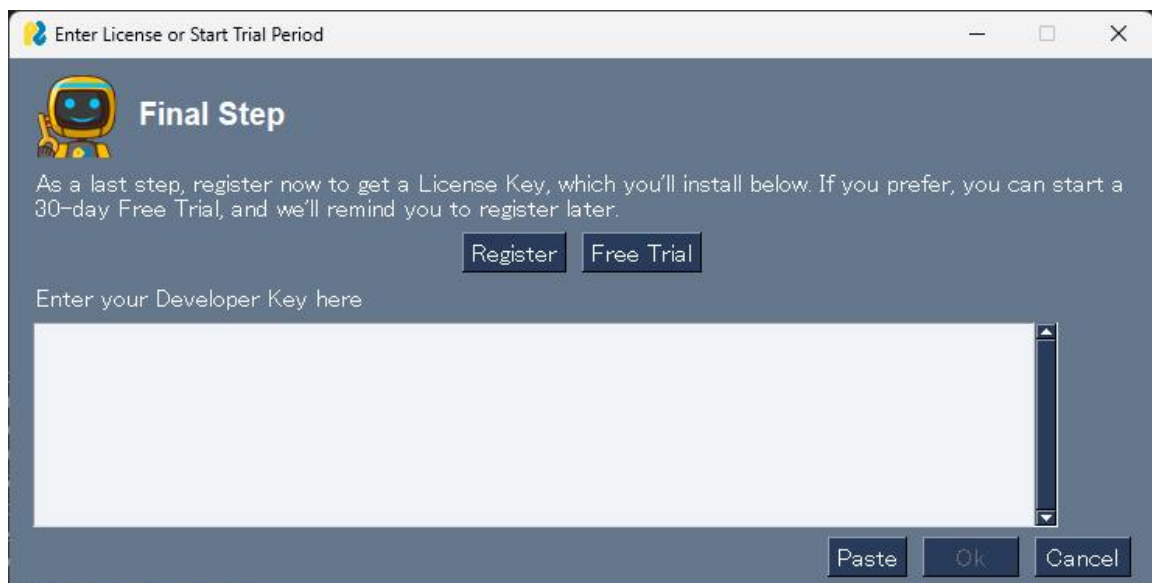 Enter License or Start Trial Period
Final Step
As a last step, register now to get a License Key, which you'll install below. If you prefer, you can start a
30-day Free Trial, and we'll remind you to register later.
Register Free Trial
Enter your Developer Key here
Paste Ok Cancel